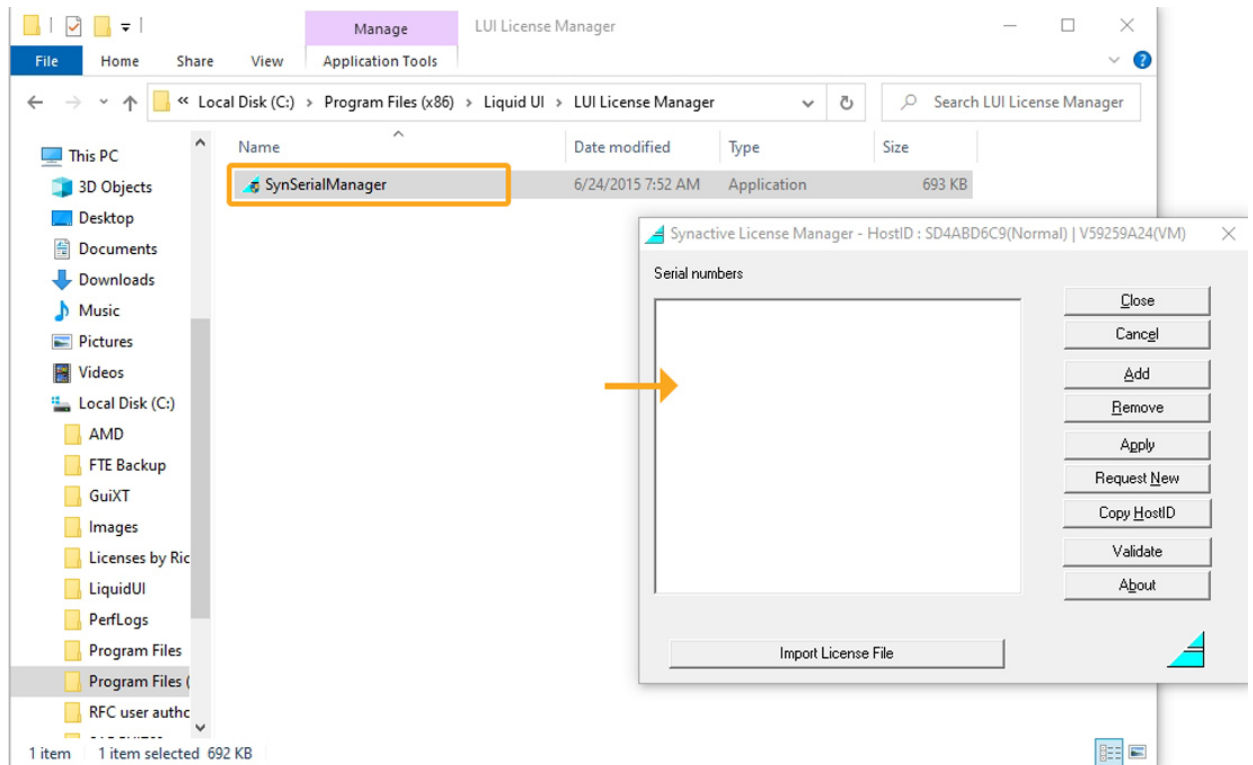 Manage LUI License Manager
File Home Share View Application Tools
« Local Disk (C:) › Program Files (x86) › Liquid UI › LUI License Manager Search LUI License Manager
Name Date modified Type Size
SynSerialManager 6/24/2015 7:52 AM Application 693 KB
This PC
3D Objects
Desktop
Documents
Downloads
Music
Pictures
Videos
Local Disk (C:)
AMD
FTE Backup
GuiXT
Images
Licenses by Ric
LiquidUI
PerfLogs
Program Files
Program Files (
RFC user authc
1 item 1 item selected 692 KB
Synactive License Manager - HostID : SD4ABD6C9(Normal) | V59259A24(VM)
Serial numbers
Close
Cancel
Add
Remove
Apply
Request New
Copy HostID
Validate
About
Import License File